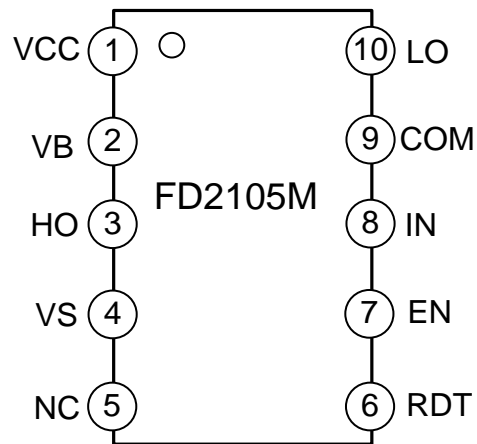 VCC 1 10 LO
VB 2 9 COM
FD2105M
HO 3 8 IN
VS 4 7 EN
NC 5 6 RDT